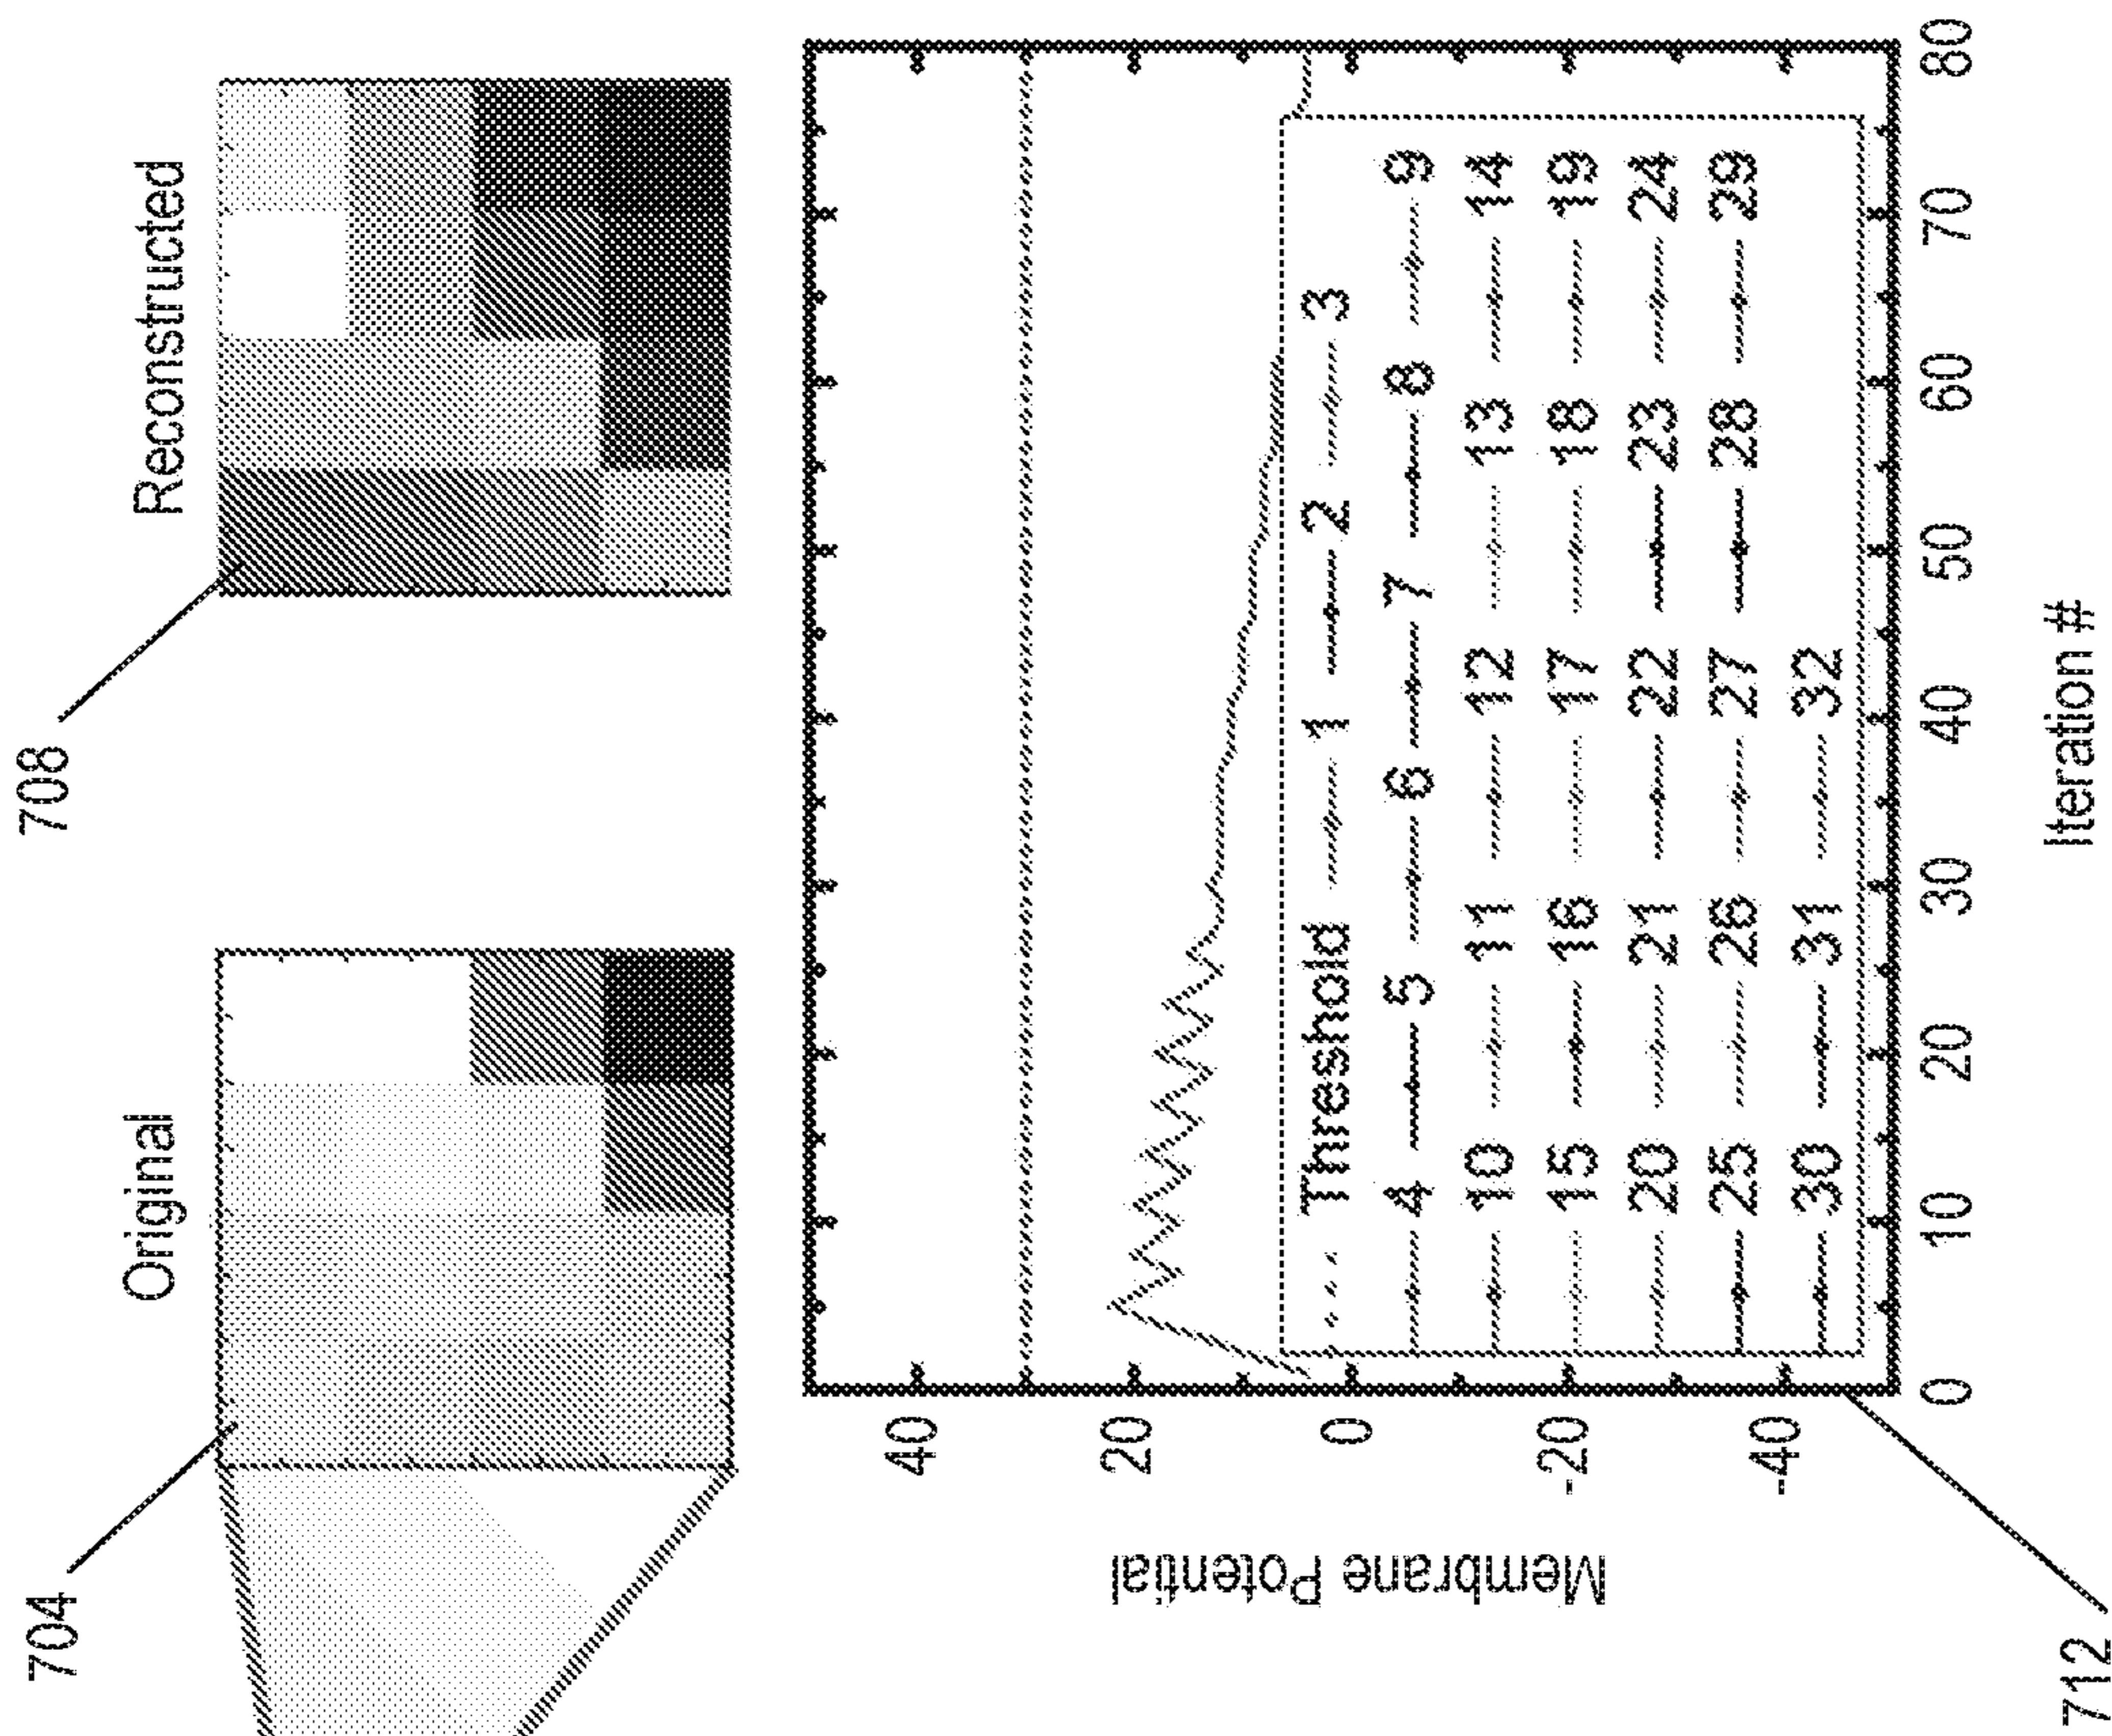 704
708
Original
Reconstructed
Membrane Potential
40
20
0
-20
-40
Threshold 1 2 3
4 5 6 7 8 9
10 11 12 13 14
15 16 17 18 19
20 21 22 23 24
25 26 27 28 29
30 31 32
0 10 20 30 40 50 60 70 80
Iteration #
712